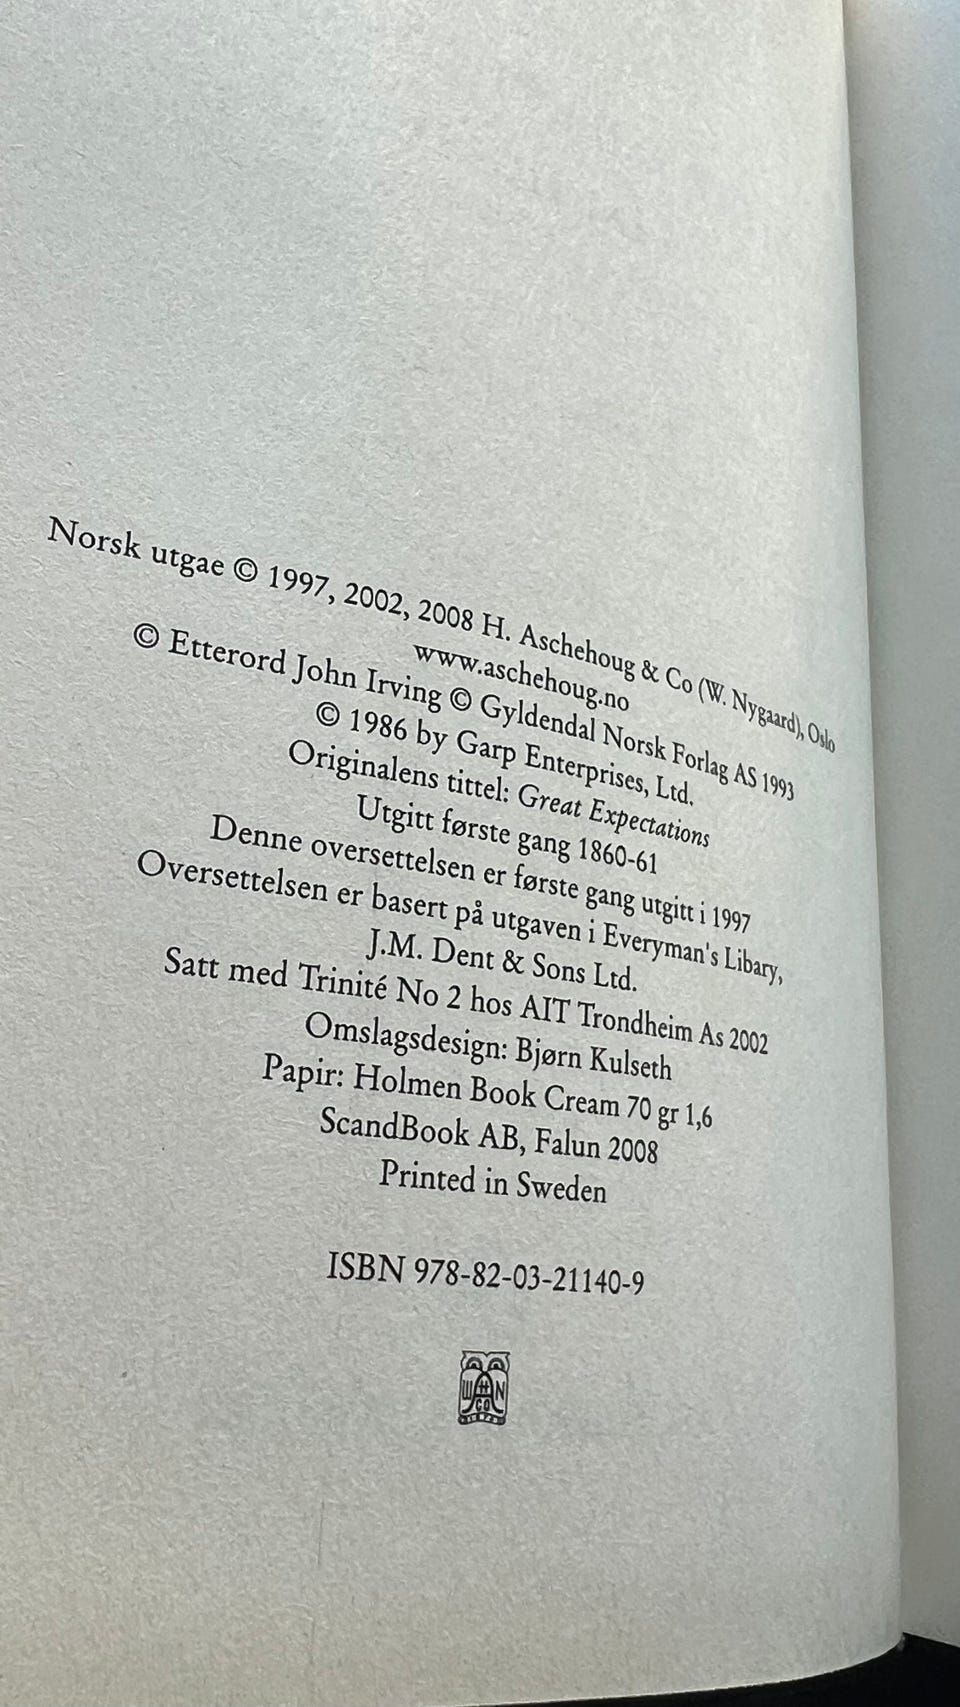 Norsk utgae © 1997, 2002, 2008 H. Aschehoug & Co (W. Nygaard), Oslo
www.aschehoug.no
© Etterord John Irving © Gyldendal Norsk Forlag AS 1993
© 1986 by Garp Enterprises, Ltd.
Originalens tittel: Great Expectations
Utgitt første gang 1860-61
Denne oversettelsen er første gang utgitt i 1997
Oversettelsen er basert på utgaven i Everyman's Libary,
J.M. Dent & Sons Ltd.
Satt med Trinité No 2 hos AIT Trondheim As 2002
Omslagsdesign: Bjørn Kulseth
Papir: Holmen Book Cream 70 gr 1,6
ScandBook AB, Falun 2008
Printed in Sweden
ISBN 978-82-03-21140-9
W H N
CO